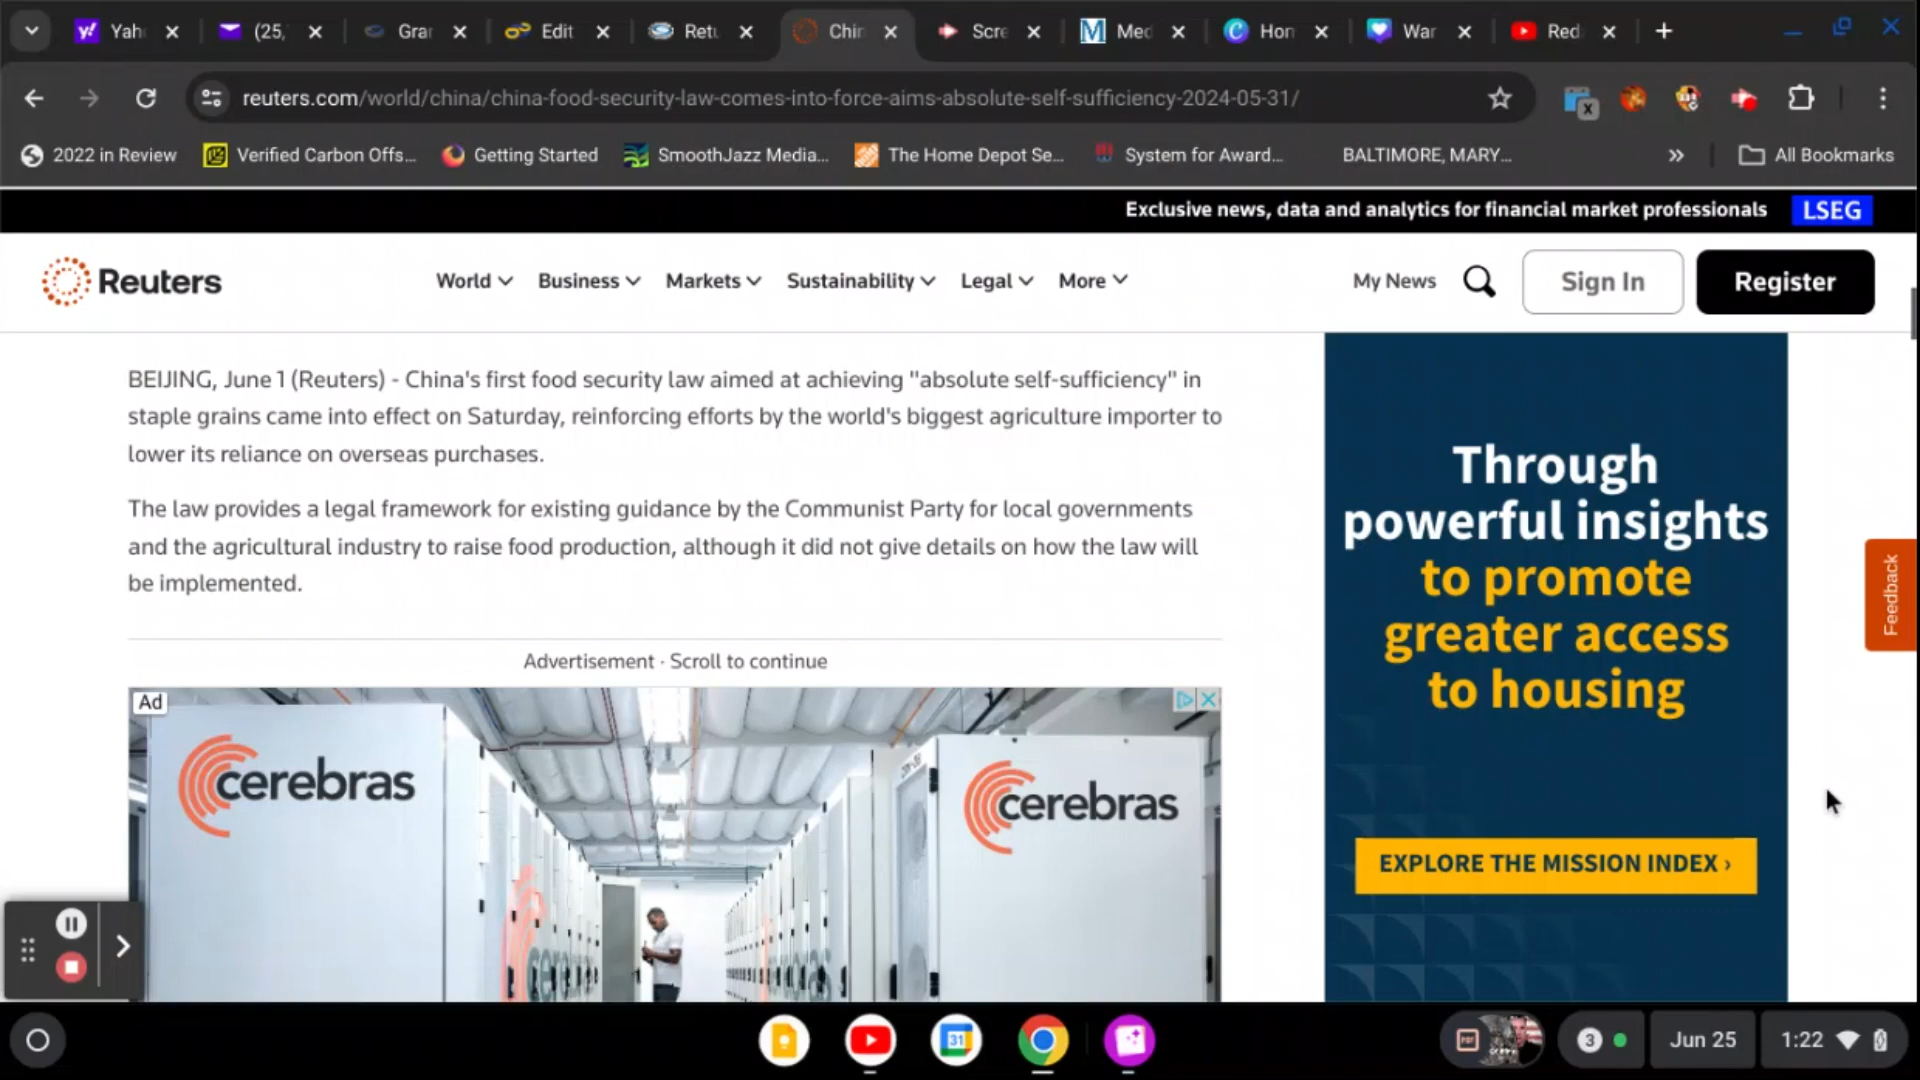 Yah
(25,
Grar
Edit
Retu
Chin
Scre
Med
Hon
War
Red
reuters.com/world/china/china-food-security-law-comes-into-force-aims-absolute-self-sufficiency-2024-05-31/
2022 in Review
Verified Carbon Offs...
Getting Started
SmoothJazz Media...
The Home Depot Se...
System for Award...
BALTIMORE, MARY...
All Bookmarks
Exclusive news, data and analytics for financial market professionals
LSEG
Reuters
World
Business
Markets
Sustainability
Legal
More
My News
Sign In
Register
BEIJING, June 1 (Reuters) - China's first food security law aimed at achieving "absolute self-sufficiency" in
staple grains came into effect on Saturday, reinforcing efforts by the world's biggest agriculture importer to
lower its reliance on overseas purchases.
The law provides a legal framework for existing guidance by the Communist Party for local governments
and the agricultural industry to raise food production, although it did not give details on how the law will
be implemented.
Advertisement · Scroll to continue
Ad
cerebras
cerebras
Through
powerful insights
to promote
greater access
to housing
EXPLORE THE MISSION INDEX ›
Feedback
31
3
Jun 25
1:22